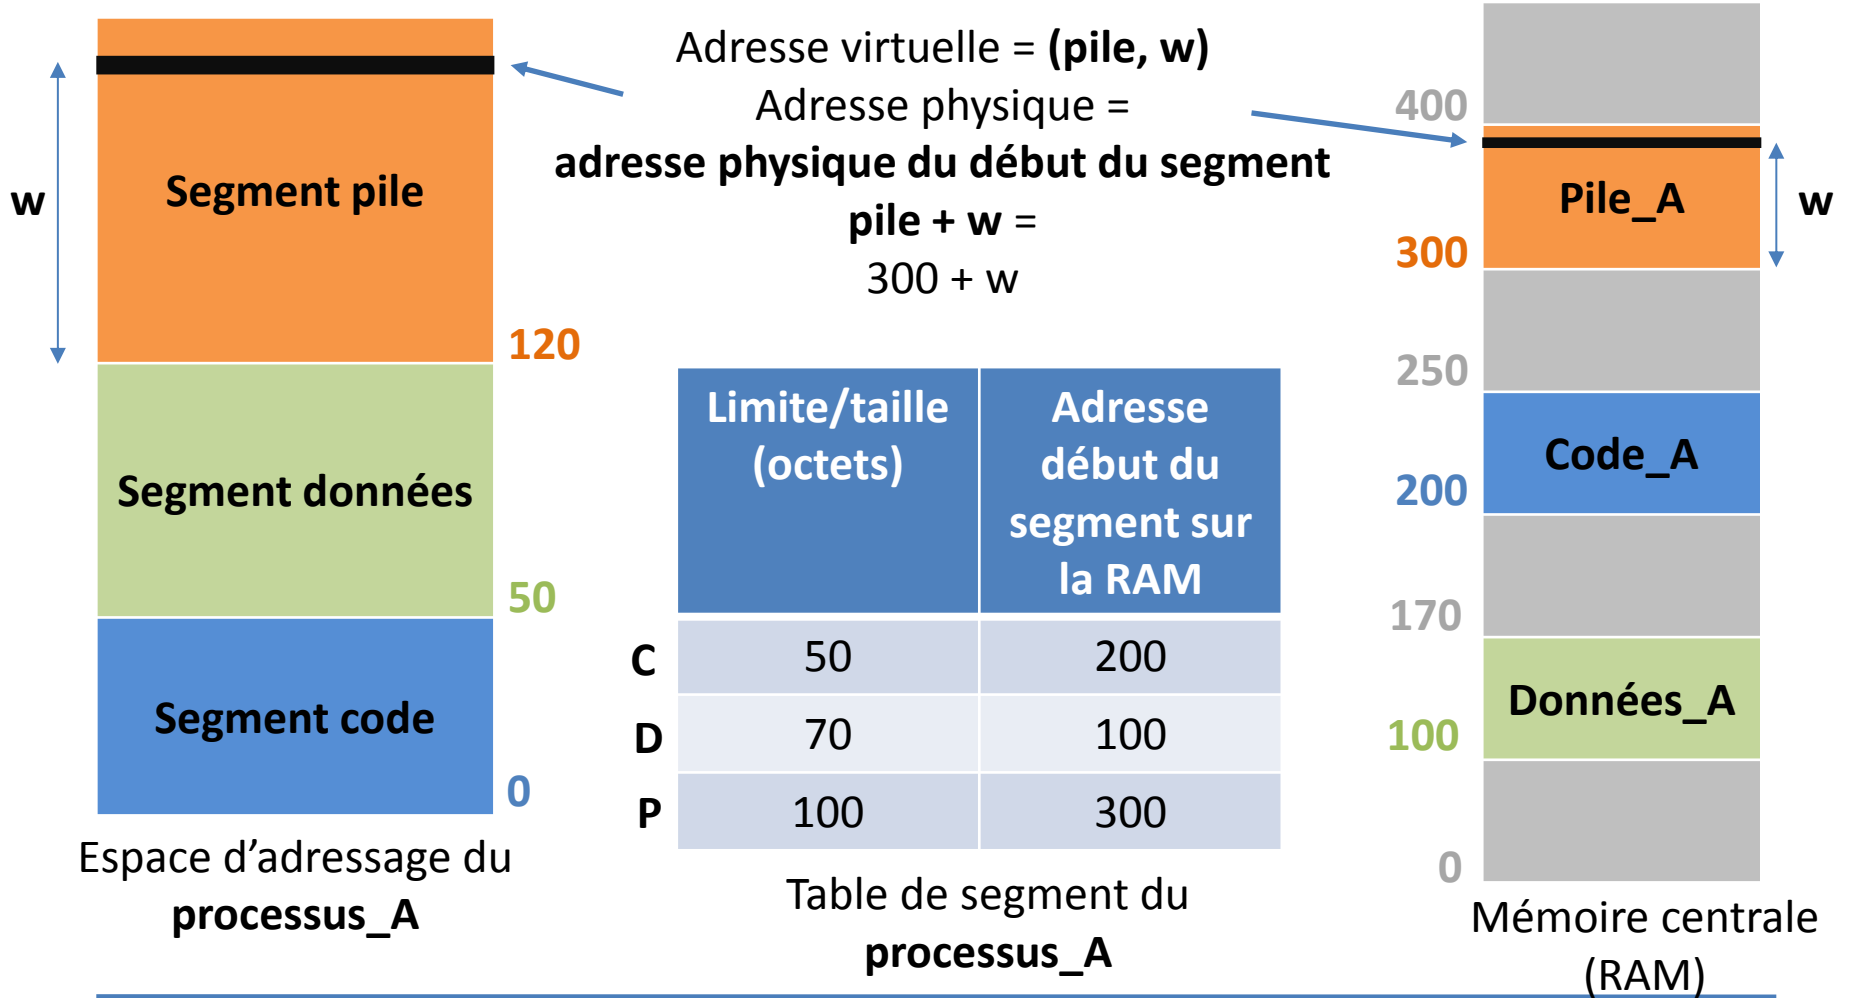 Adresse virtuelle = (pile, w)
Adresse physique =
adresse physique du début du segment
pile + w =
300 + w
w
Segment pile
120
Segment données
50
Segment code
0
Espace d’adressage du
processus_A
Limite/taille
(octets)
Adresse
début du
segment sur
la RAM
C 50 200
D 70 100
P 100 300
Table de segment du
processus_A
400
Pile_A
w
300
250
Code_A
200
170
Données_A
100
0
Mémoire centrale
(RAM)